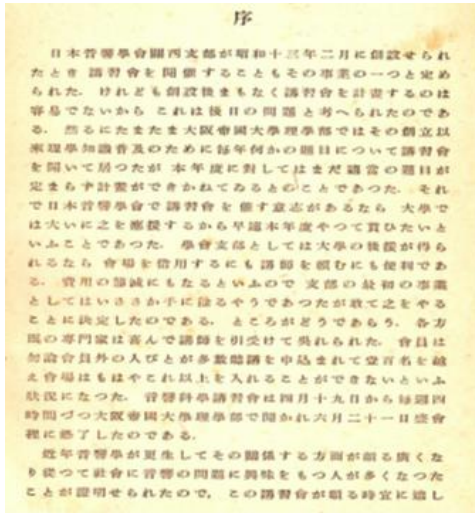 序
日本音響學會關西支部が昭和十三年二月に創設せられ
たとき 講習會を開催することもその事業の一つと定め
られた. けれども創設後まもなく講習會を計畫するのは
容易でないから これは後日の問題と考へられたのであ
る. 然るにたまたま大阪帝國大學理學部ではその創立以
來理學知識普及のために毎年何かの題目について講習會
を開いて居つたが 本年度に對してはまだ適當の題目が
定まらず計畫ができかねてゐるとのことであつた. それ
で日本音響學會で講習會を催す意志があるなら 大學で
は大いに之を應援するから早速本年度やつて貰ひたいと
いふことであつた. 學會支部としては大學の後援が得ら
れるなら 會場を借用するにも講師を頼むにも便利であ
る. 費用の節減にもなるといふので 支部の最初の事業
としてはいささか手に餘るやうであつたが敢て之をやる
ことに決定したのである. ところがどうであらう. 各方
面の専門家は喜んで講師を引受けて呉れられた. 會員は
勿論會員外の人びとが多數聽講を申込まれて壹百名を越
え會場はもはやこれ以上を入れることができないといふ
狀況になつた. 音響科學講習會は四月十九日から毎週四
時間づつ大阪帝國大學理學部で開かれ六月二十一日盛會
裡に終了したのである.
近年音響學が更生してその關係する方面が頗る廣くな
り從つて社會に音響の問題に興味をもつ人が多くなつた
ことが證明せられたので, この講習會が頗る時宜に適し